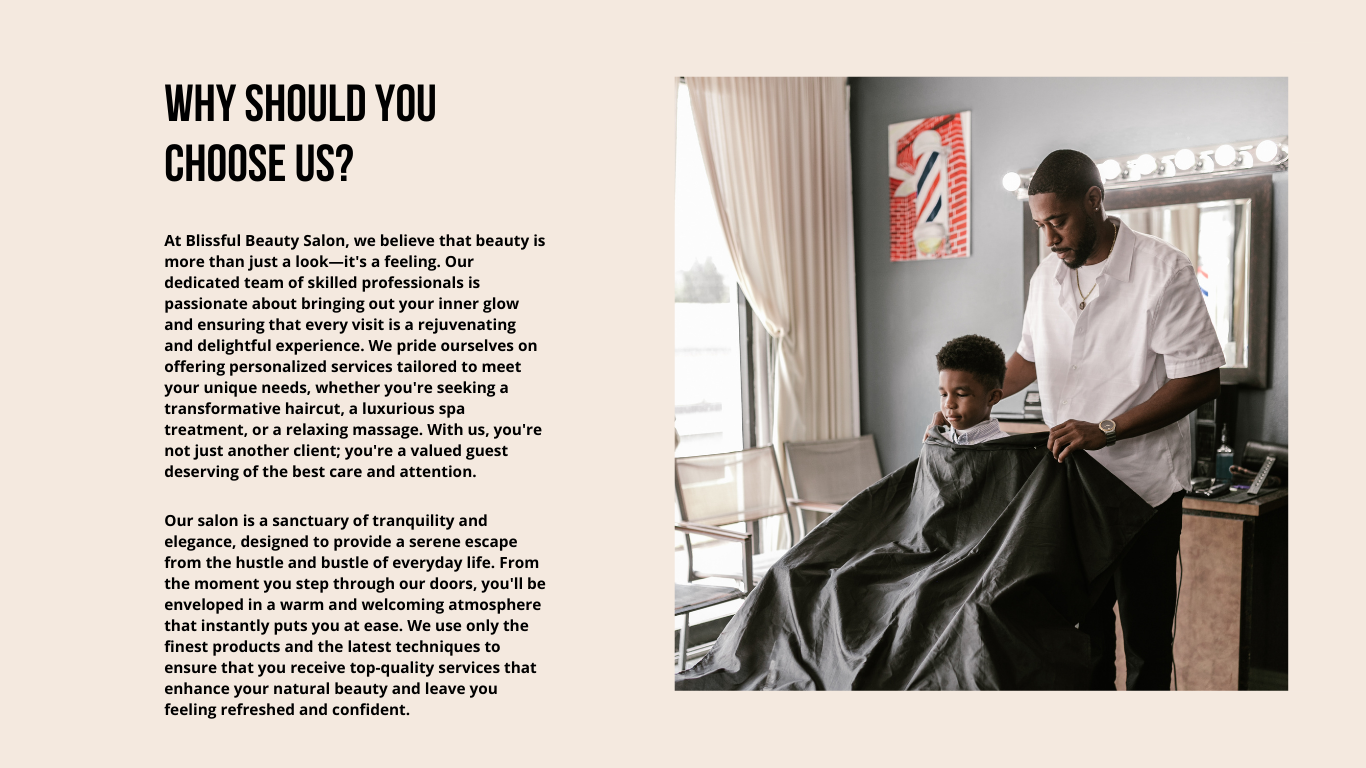 WHY SHOULD YOU
CHOOSE US?
At Blissful Beauty Salon, we believe that beauty is
more than just a look—it's a feeling. Our
dedicated team of skilled professionals is
passionate about bringing out your inner glow
and ensuring that every visit is a rejuvenating
and delightful experience. We pride ourselves on
offering personalized services tailored to meet
your unique needs, whether you're seeking a
transformative haircut, a luxurious spa
treatment, or a relaxing massage. With us, you're
not just another client; you're a valued guest
deserving of the best care and attention.
Our salon is a sanctuary of tranquility and
elegance, designed to provide a serene escape
from the hustle and bustle of everyday life. From
the moment you step through our doors, you'll be
enveloped in a warm and welcoming atmosphere
that instantly puts you at ease. We use only the
finest products and the latest techniques to
ensure that you receive top-quality services that
enhance your natural beauty and leave you
feeling refreshed and confident.